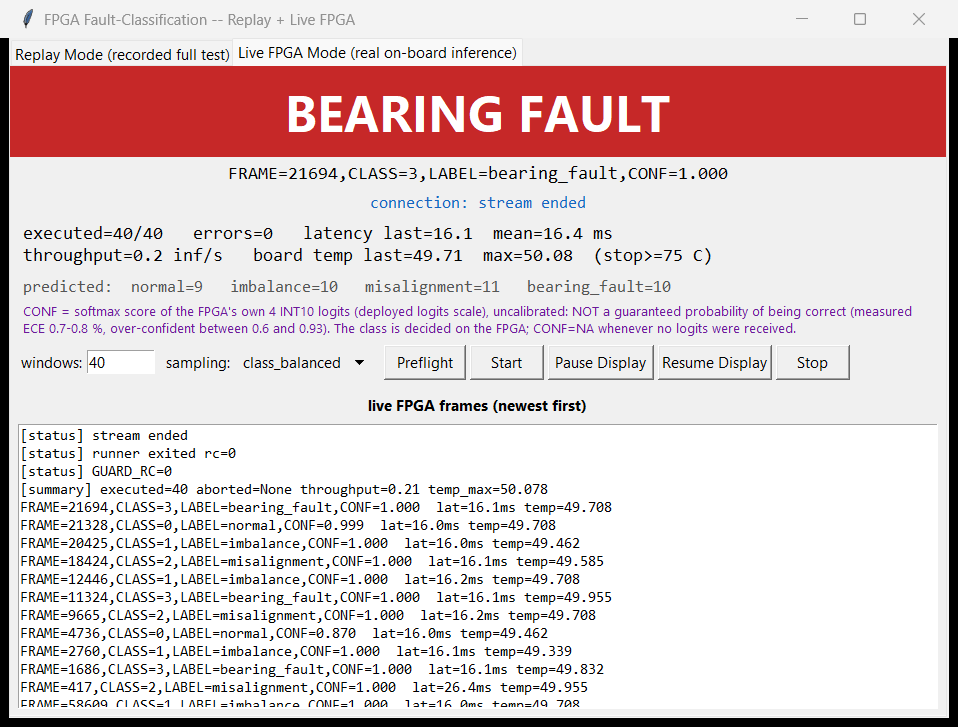 FPGA Fault-Classification -- Replay + Live FPGA
Replay Mode (recorded full test) Live FPGA Mode (real on-board inference)
BEARING FAULT
FRAME=21694,CLASS=3,LABEL=bearing_fault,CONF=1.000
connection: stream ended
executed=40/40 errors=0 latency last=16.1 mean=16.4 ms
throughput=0.2 inf/s board temp last=49.71 max=50.08 (stop>=75 C)
predicted: normal=9 imbalance=10 misalignment=11 bearing_fault=10
CONF = softmax score of the FPGA's own 4 INT10 logits (deployed logits scale), uncalibrated: NOT a guaranteed probability of being correct (measured
ECE 0.7-0.8 %, over-confident between 0.6 and 0.93). The class is decided on the FPGA; CONF=NA whenever no logits were received.
windows: 40 sampling: class_balanced Preflight Start Pause Display Resume Display Stop
live FPGA frames (newest first)
[status] stream ended
[status] runner exited rc=0
[status] GUARD_RC=0
[summary] executed=40 aborted=None throughput=0.21 temp_max=50.078
FRAME=21694,CLASS=3,LABEL=bearing_fault,CONF=1.000 lat=16.1ms temp=49.708
FRAME=21328,CLASS=0,LABEL=normal,CONF=0.999 lat=16.0ms temp=49.708
FRAME=20425,CLASS=1,LABEL=imbalance,CONF=1.000 lat=16.0ms temp=49.462
FRAME=18424,CLASS=2,LABEL=misalignment,CONF=1.000 lat=16.1ms temp=49.585
FRAME=12446,CLASS=1,LABEL=imbalance,CONF=1.000 lat=16.2ms temp=49.708
FRAME=11324,CLASS=3,LABEL=bearing_fault,CONF=1.000 lat=16.1ms temp=49.955
FRAME=9665,CLASS=2,LABEL=misalignment,CONF=1.000 lat=16.2ms temp=49.708
FRAME=4736,CLASS=0,LABEL=normal,CONF=0.870 lat=16.0ms temp=49.462
FRAME=2760,CLASS=1,LABEL=imbalance,CONF=1.000 lat=16.1ms temp=49.339
FRAME=1686,CLASS=3,LABEL=bearing_fault,CONF=1.000 lat=16.1ms temp=49.832
FRAME=417,CLASS=2,LABEL=misalignment,CONF=1.000 lat=26.4ms temp=49.955
FRAME=58609,CLASS=1,LABEL=imbalance,CONF=1.000 lat=16.0ms temp=49.708